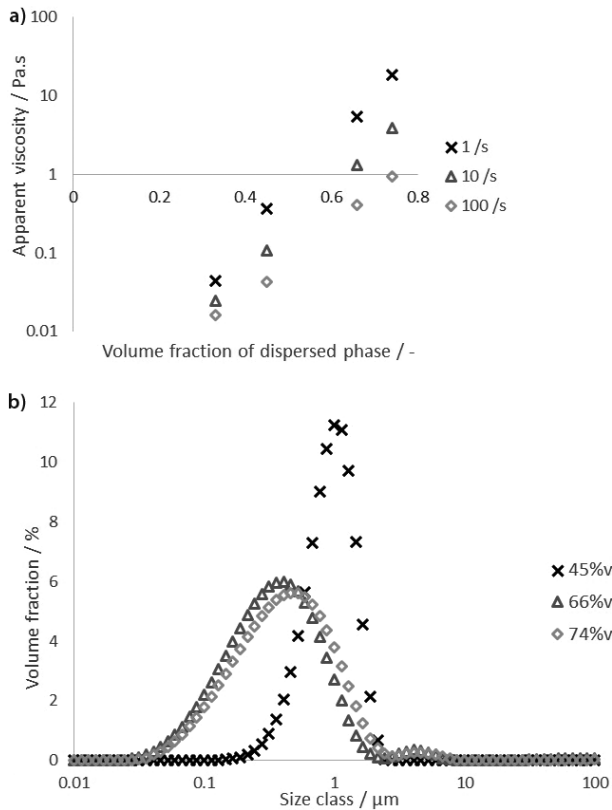 a)
100
10
1
0.1
0.01
0
0.2
0.4
0.6
0.8
Apparent viscosity / Pa.s
Volume fraction of dispersed phase / -
1 /s
10 /s
100 /s
b)
12
10
8
6
4
2
0
0.01
0.1
1
10
100
Volume fraction / %
Size class / μm
45%v
66%v
74%v